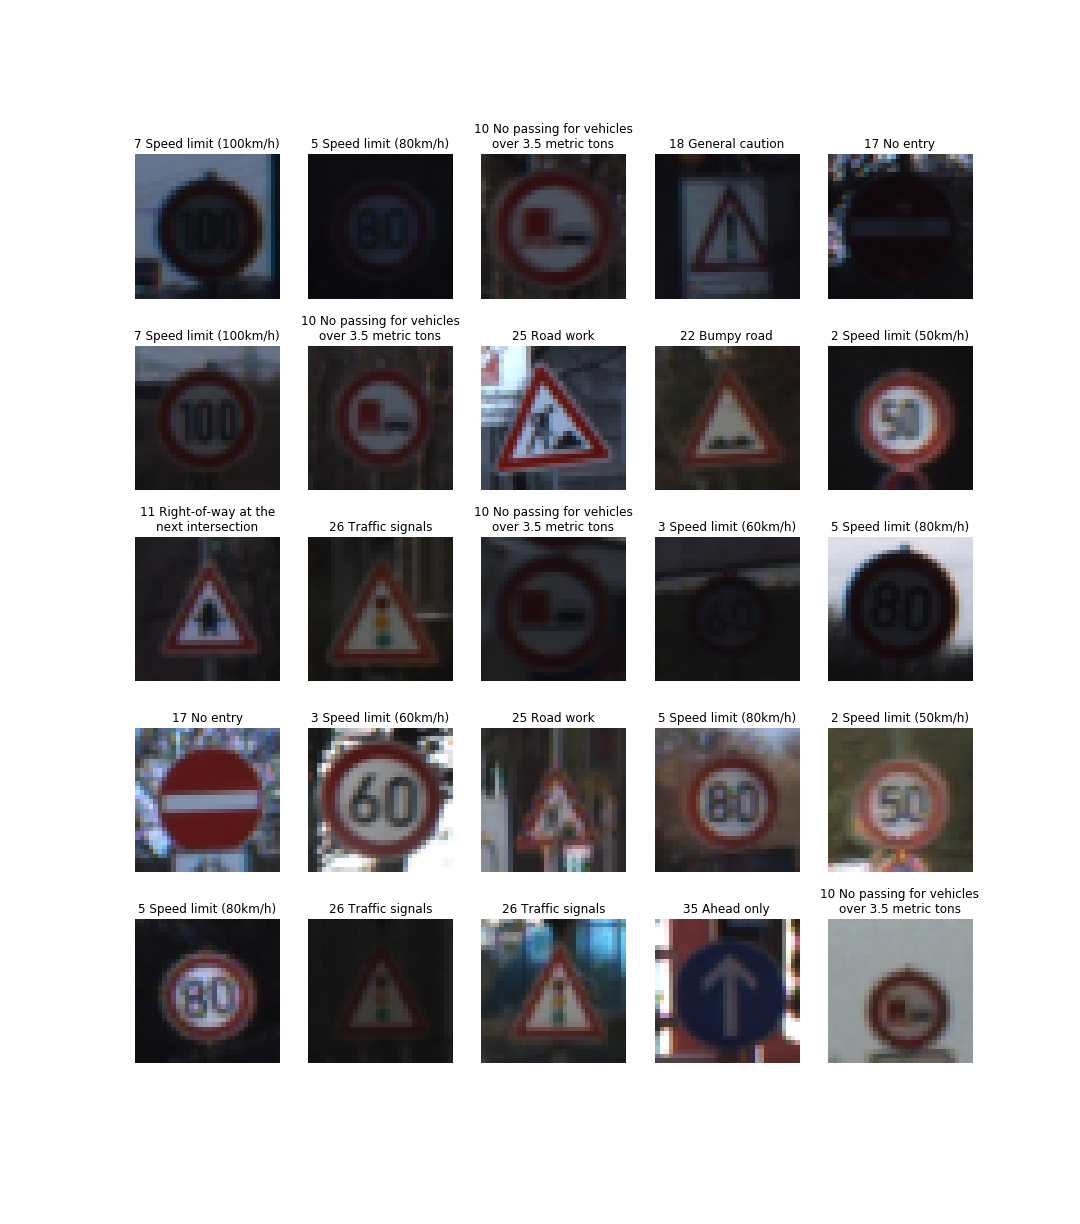 10 No passing for vehicles
over 3.5 metric tons
7 Speed limit (100km/h)
5 Speed limit (80km/h)
18 General caution
17 No entry
100
80
10 No passing for vehicles
over 3.5 metric tons
7 Speed limit (100km/h)
25 Road work
22 Bumpy road
2 Speed limit (50km/h)
100
50
11 Right-of-way at the
next intersection
26 Traffic signals
10 No passing for vehicles
over 3.5 metric tons
3 Speed limit (60km/h)
5 Speed limit (80km/h)
60
80
17 No entry
3 Speed limit (60km/h)
25 Road work
5 Speed limit (80km/h)
2 Speed limit (50km/h)
60
80
50
5 Speed limit (80km/h)
26 Traffic signals
26 Traffic signals
35 Ahead only
10 No passing for vehicles
over 3.5 metric tons
80